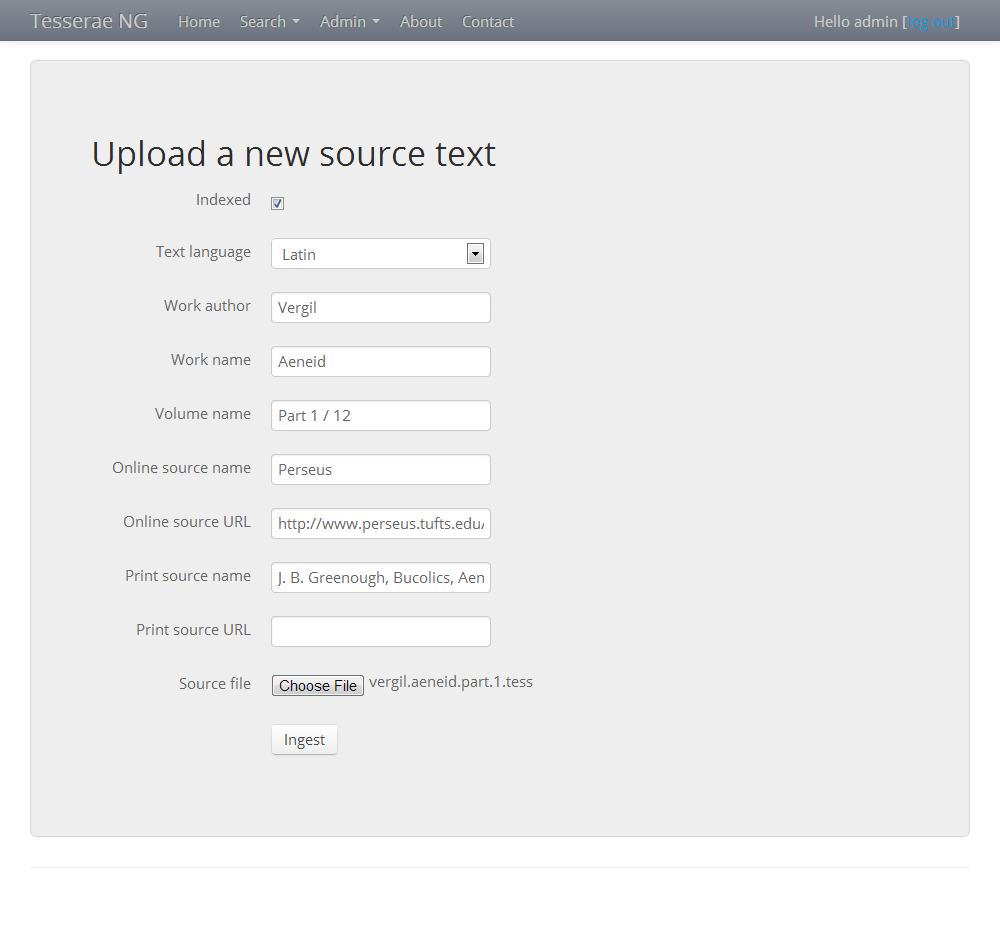 Tesserae NG Home Search Admin About Contact Hello admin [log out]
Upload a new source text
Indexed
Text language Latin
Work author Vergil
Work name Aeneid
Volume name Part 1 / 12
Online source name Perseus
Online source URL http://www.perseus.tufts.edu/
Print source name J. B. Greenough, Bucolics, Aen
Print source URL
Source file Choose File vergil.aeneid.part.1.tess
Ingest